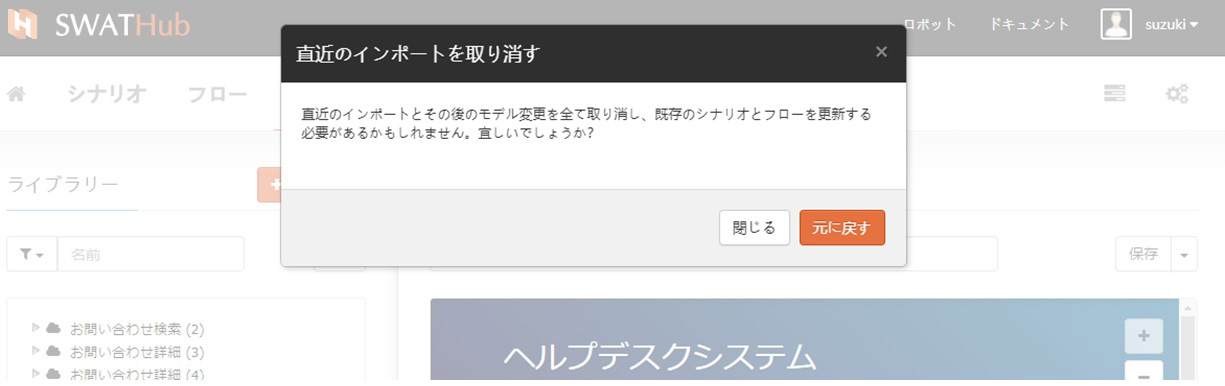 SWATHub
ロボット
ドキュメント
suzuki
直近のインポートを取り消す
×
シナリオ
フロー
直近のインポートとその後のモデル変更を全て取り消し、既存のシナリオとフローを更新する
必要があるかもしれません。宜しいでしょうか?
ライブラリー
閉じる
元に戻す
名前
保存
お問い合わせ検索 (2)
お問い合わせ詳細 (3)
お問い合わせ詳細 (4)
ヘルプデスクシステム